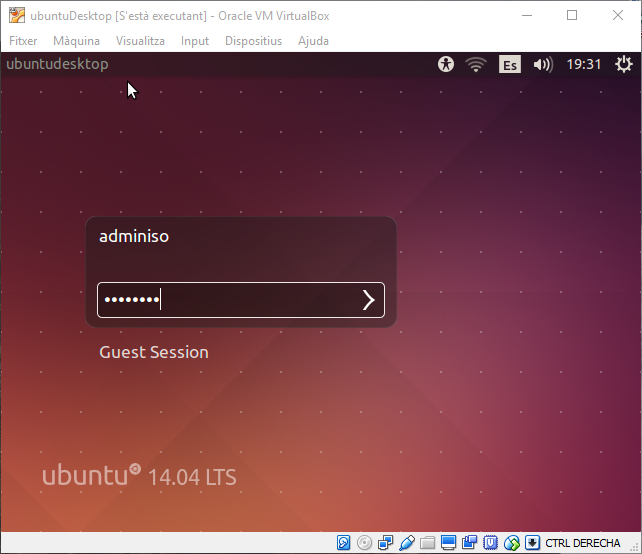 ubuntuDesktop [S'està executant] - Oracle VM VirtualBox
Fitxer Màquina Visualitza Input Dispositius Ajuda
ubuntudesktop Es 19:31
adminiso
••••••••
Guest Session
ubuntu 14.04 LTS
CTRL DERECHA